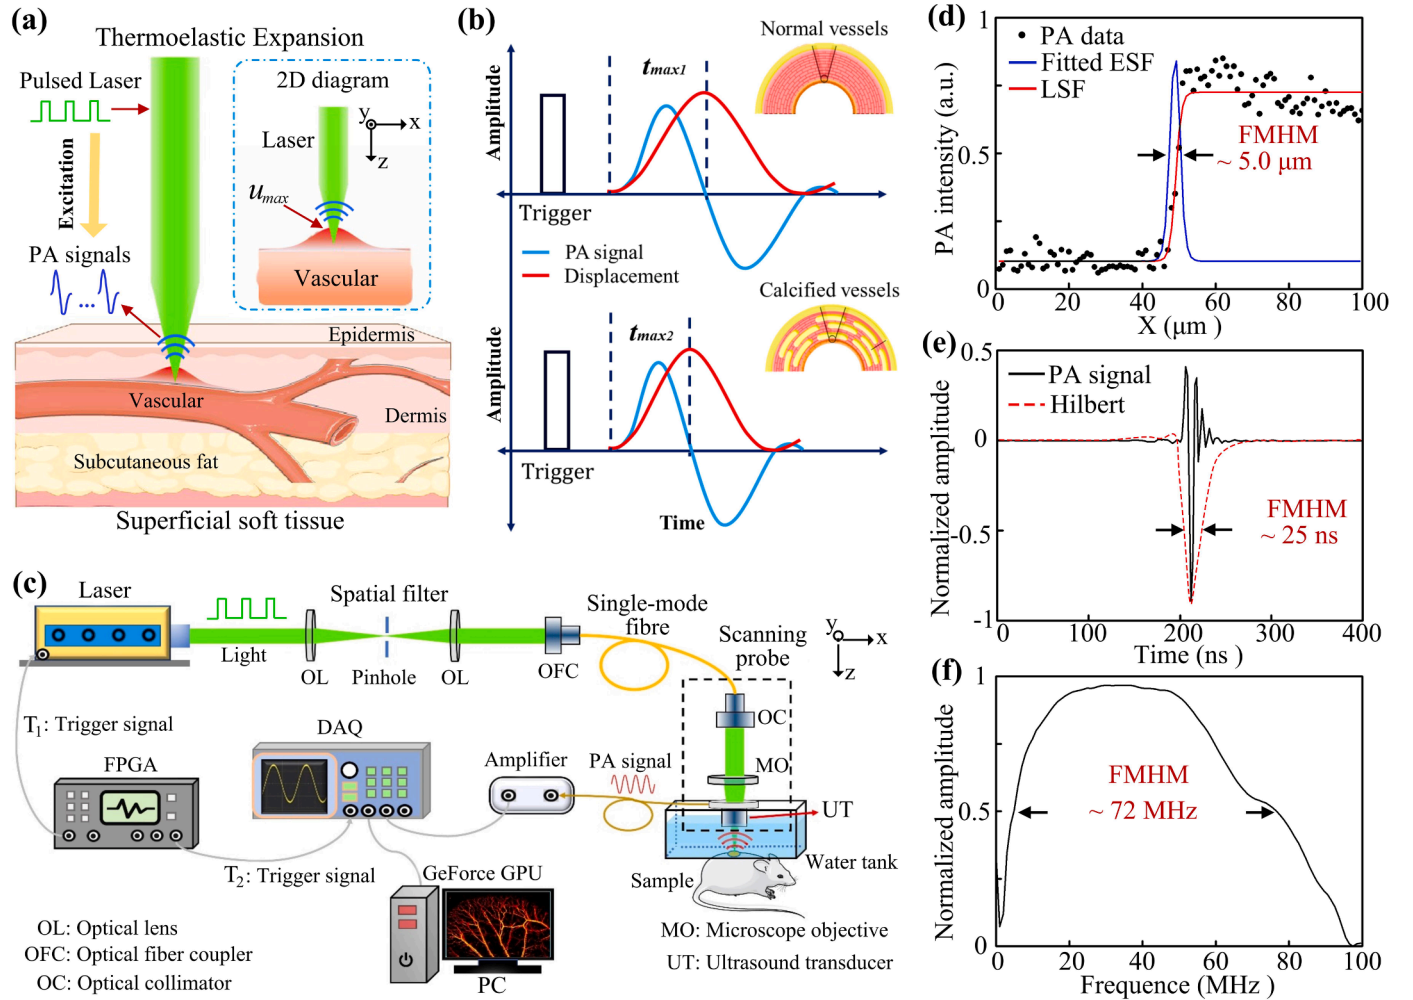 (a)
Thermoelastic Expansion
Pulsed Laser
Excitation
PA signals
2D diagram
Laser
y
x
z
umax
Vascular
Epidermis
Vascular
Dermis
Subcutaneous fat
Superficial soft tissue
(b)
Normal vessels
tmax1
Amplitude
Trigger
PA signal
Displacement
Calcified vessels
tmax2
Amplitude
Trigger
Time
(c)
Laser
Light
OL
Spatial filter
Pinhole
OL
OFC
Single-mode
fibre
Scanning
probe
y
x
z
OC
MO
UT
Water tank
Sample
T1: Trigger signal
FPGA
DAQ
Amplifier
PA signal
T2: Trigger signal
GeForce GPU
PC
OL: Optical lens
OFC: Optical fiber coupler
OC: Optical collimator
MO: Microscope objective
UT: Ultrasound transducer
(d)
PA intensity (a.u.)
1
0.5
0
PA data
Fitted ESF
LSF
FMHM
~ 5.0 μm
0 20 40 60 80 100
X (μm )
(e)
Normalized amplitude
0.5
0
-0.5
-1
PA signal
Hilbert
FMHM
~ 25 ns
0 100 200 300 400
Time (ns )
(f)
Normalized amplitude
1
0.5
0
FMHM
~ 72 MHz
0 20 40 60 80 100
Frequence (MHz)